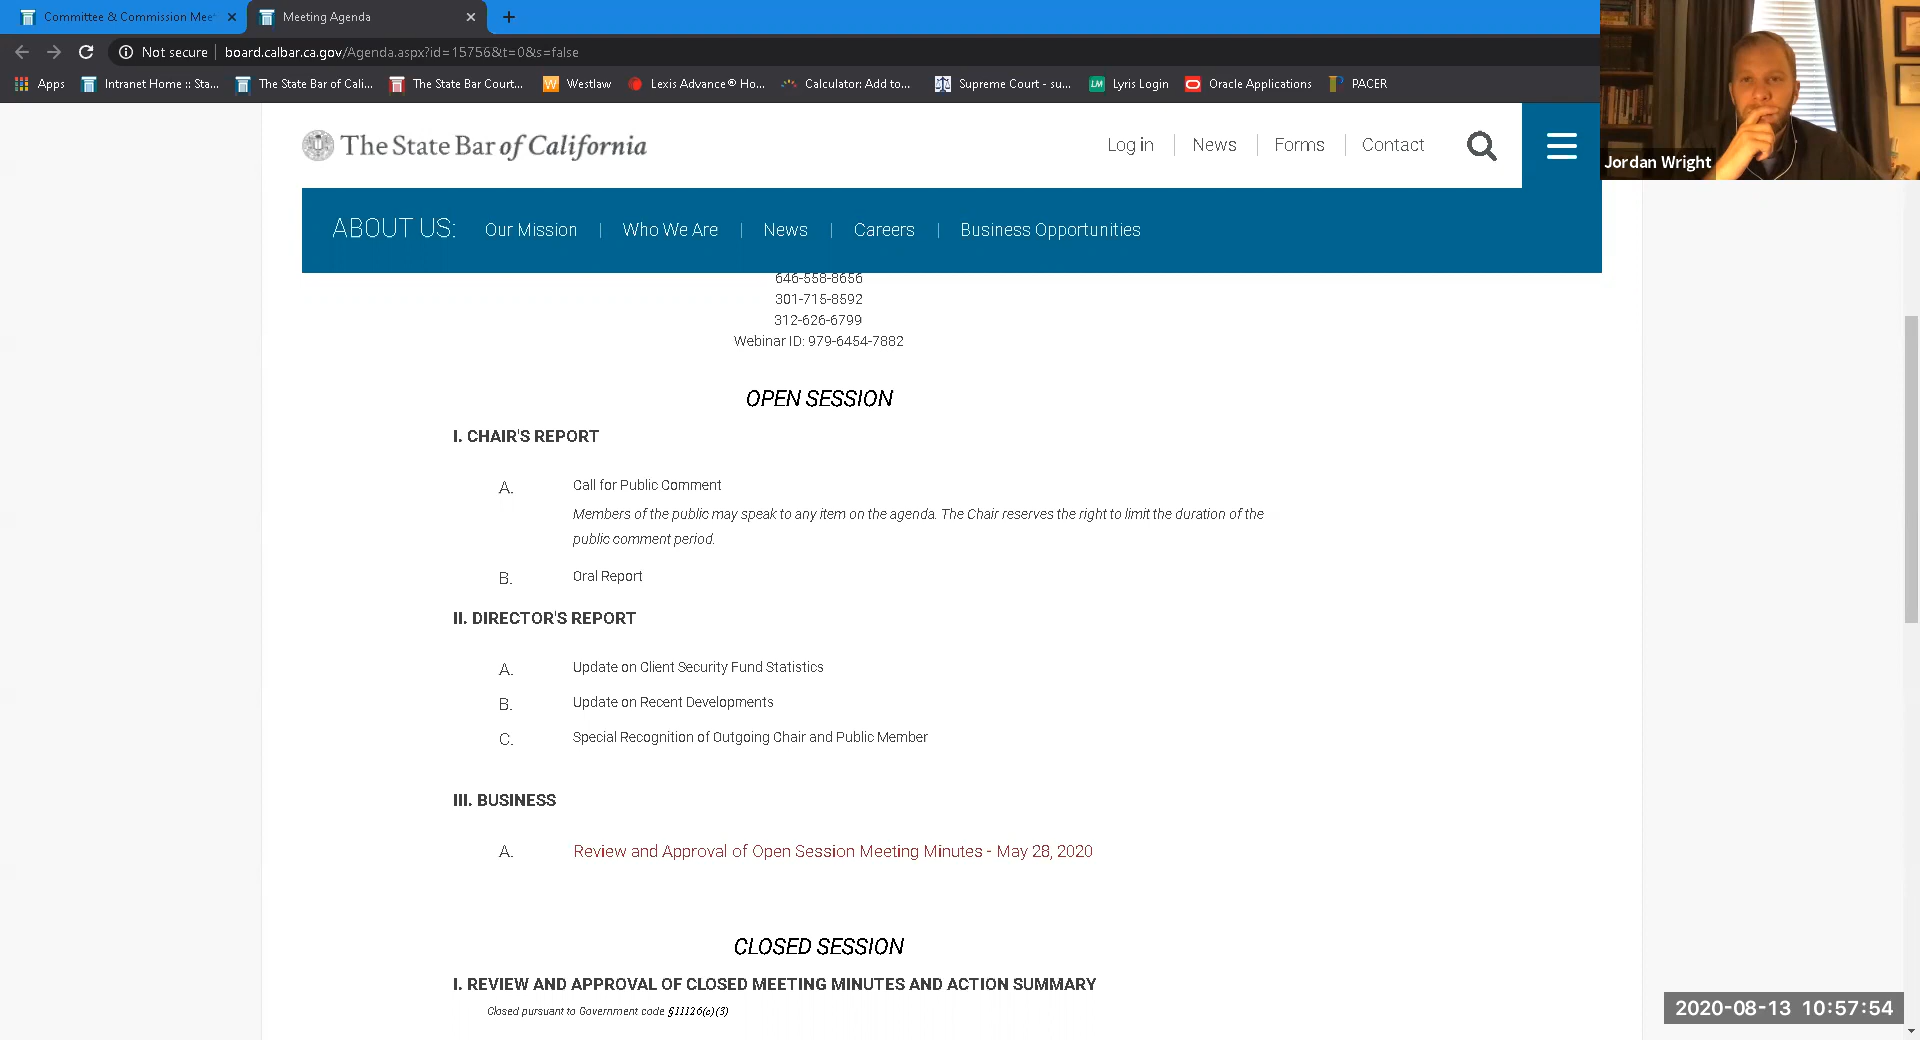 Committee & Commission Mee
Meeting Agenda
Not secure
board.calbar.ca.gov/Agenda.aspx?id=15756&t=0&s=false
Apps
Intranet Home :: Sta...
The State Bar of Cali...
The State Bar Court...
Westlaw
Lexis Advance® Ho...
Calculator: Add to...
Supreme Court - su...
LM Lyris Login
Oracle Applications
PACER
Jordan Wright
The State Bar of California
Log in
News
Forms
Contact
ABOUT US:
Our Mission
Who We Are
News
Careers
Business Opportunities
646-558-8656
301-715-8592
312-626-6799
Webinar ID: 979-6454-7882
OPEN SESSION
I. CHAIR'S REPORT
A. Call for Public Comment
Members of the public may speak to any item on the agenda. The Chair reserves the right to limit the duration of the
public comment period.
B. Oral Report
II. DIRECTOR'S REPORT
A. Update on Client Security Fund Statistics
B. Update on Recent Developments
C. Special Recognition of Outgoing Chair and Public Member
III. BUSINESS
A. Review and Approval of Open Session Meeting Minutes - May 28, 2020
CLOSED SESSION
I. REVIEW AND APPROVAL OF CLOSED MEETING MINUTES AND ACTION SUMMARY
Closed pursuant to Government code §11126(c)(3)
2020-08-13 10:57:54